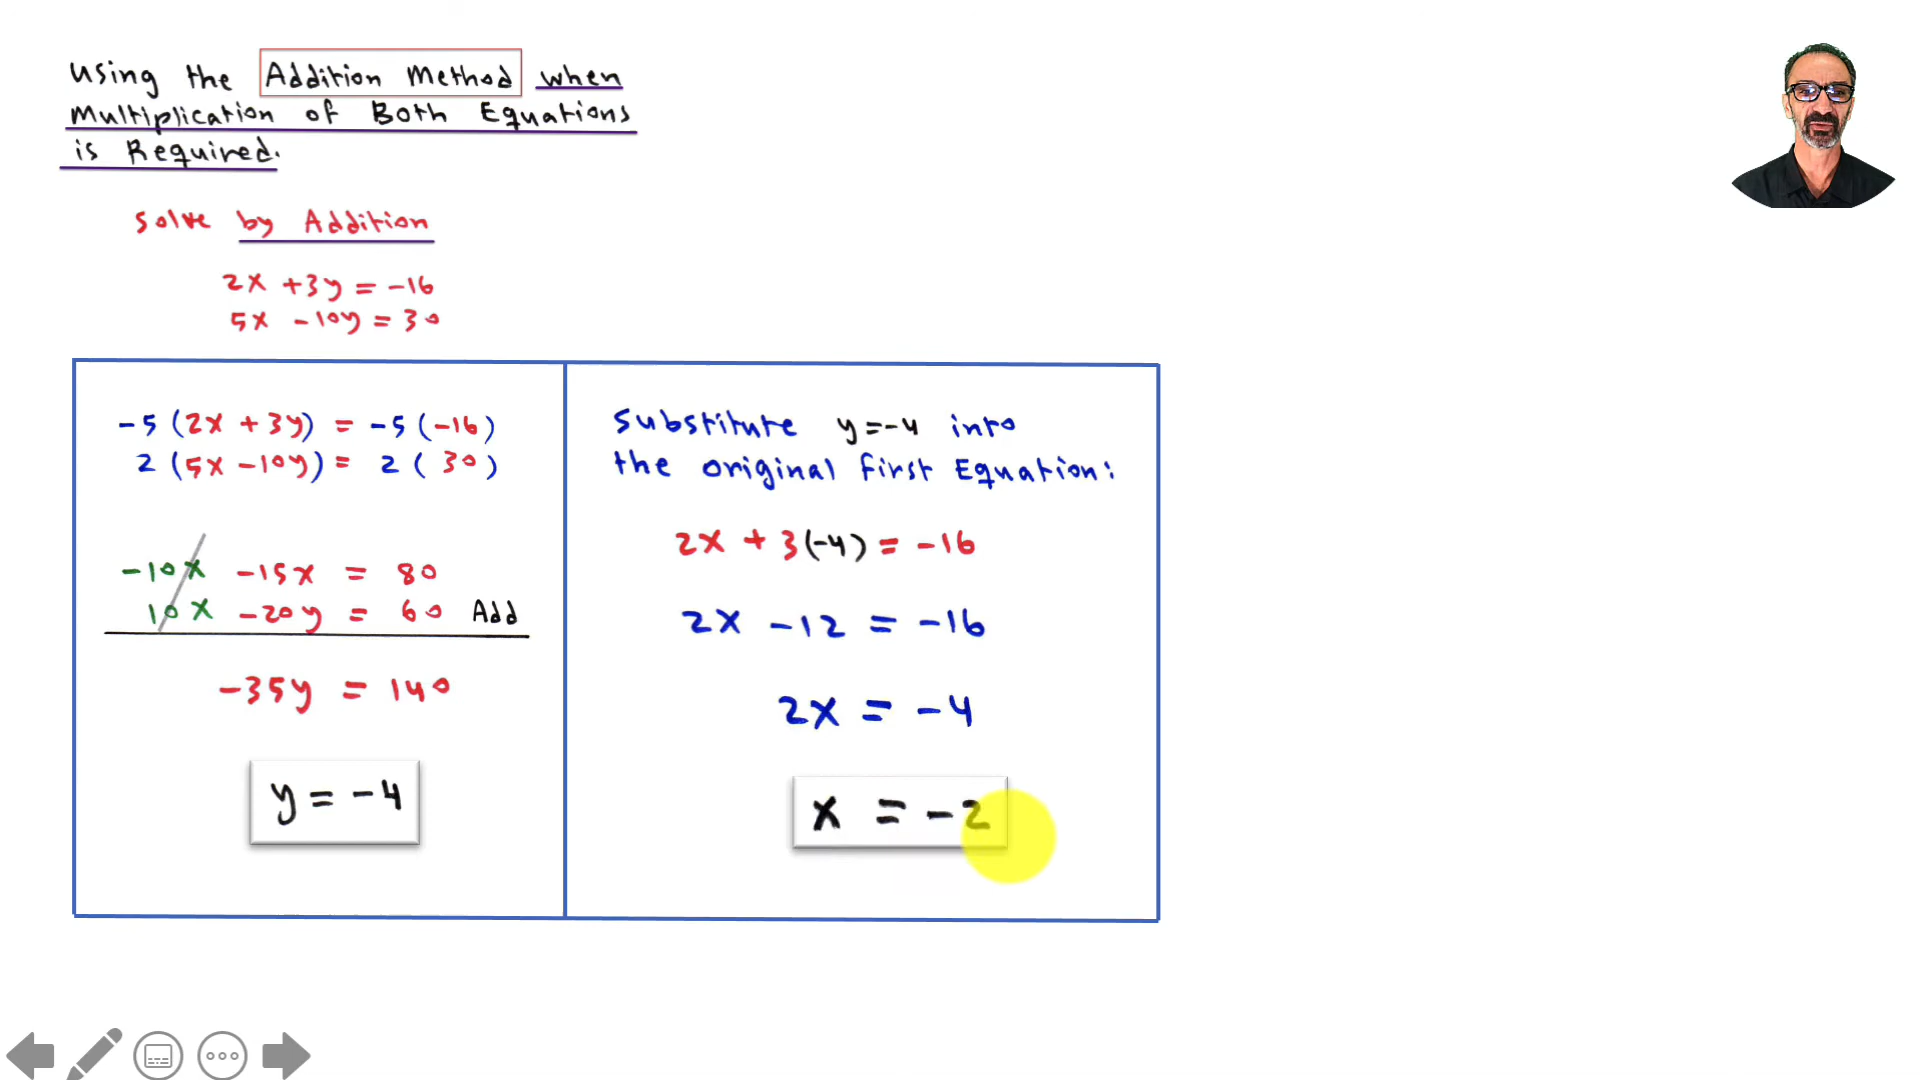 Using the Addition Method when
Multiplication of Both Equations
is Required.
Solve by Addition
2x +3y = -16
5x -10y = 30
-5 (2x + 3y) = -5 (-16)
2 (5x -10y) = 2 ( 30 )
-10x -15x = 80
10x -20y = 60 Add
-35y = 140
y = -4
Substitute y=-4 into
the original First Equation:
2x + 3(-4) = -16
2x -12 = -16
2x = -4
x = -2